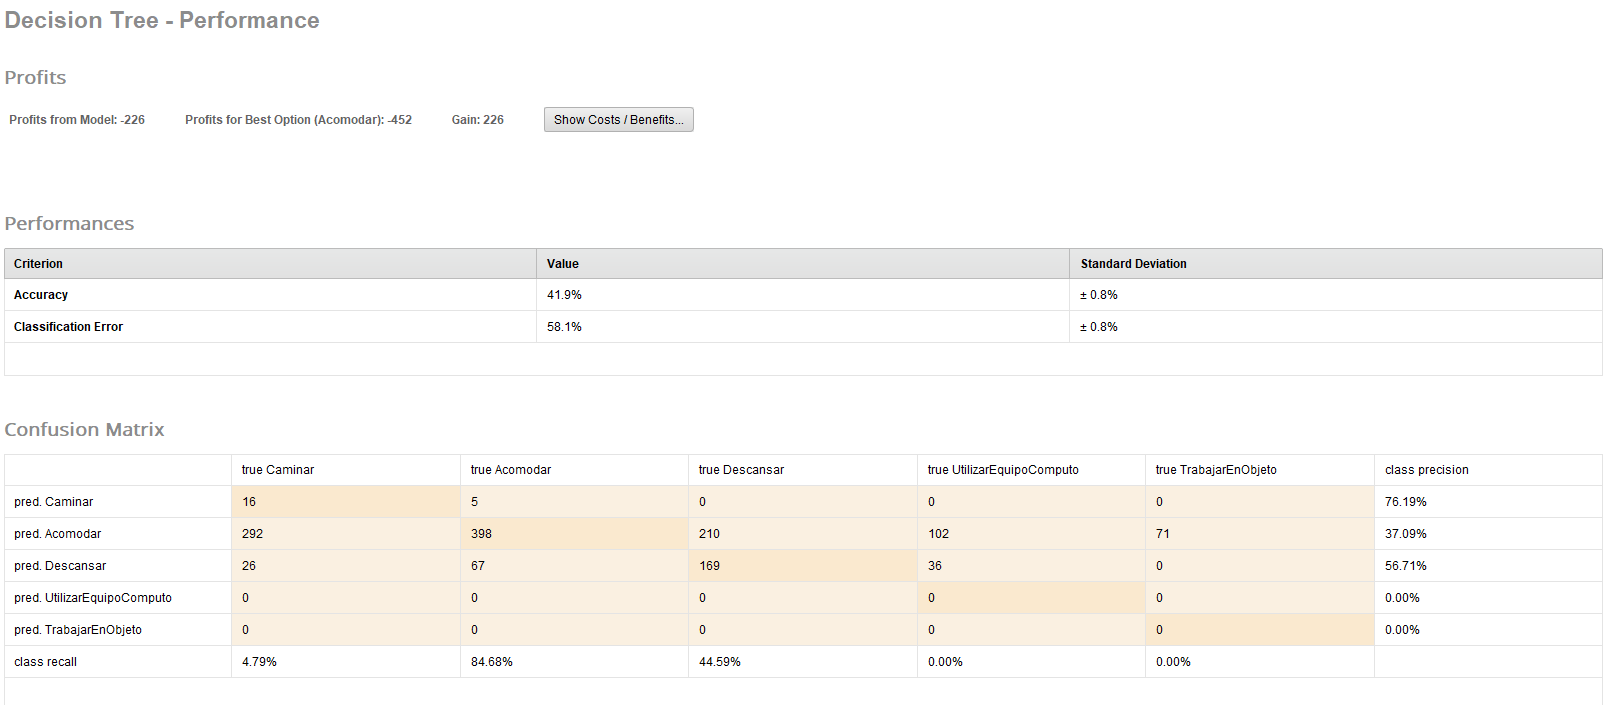 Decision Tree - Performance
Profits
Profits from Model: -226 Profits for Best Option (Acomodar): -452 Gain: 226 Show Costs / Benefits...
Performances
Criterion Value Standard Deviation
Accuracy 41.9% ± 0.8%
Classification Error 58.1% ± 0.8%
Confusion Matrix
true Caminar true Acomodar true Descansar true UtilizarEquipoComputo true TrabajarEnObjeto class precision
pred. Caminar 16 5 0 0 0 76.19%
pred. Acomodar 292 398 210 102 71 37.09%
pred. Descansar 26 67 169 36 0 56.71%
pred. UtilizarEquipoComputo 0 0 0 0 0 0.00%
pred. TrabajarEnObjeto 0 0 0 0 0 0.00%
class recall 4.79% 84.68% 44.59% 0.00% 0.00%